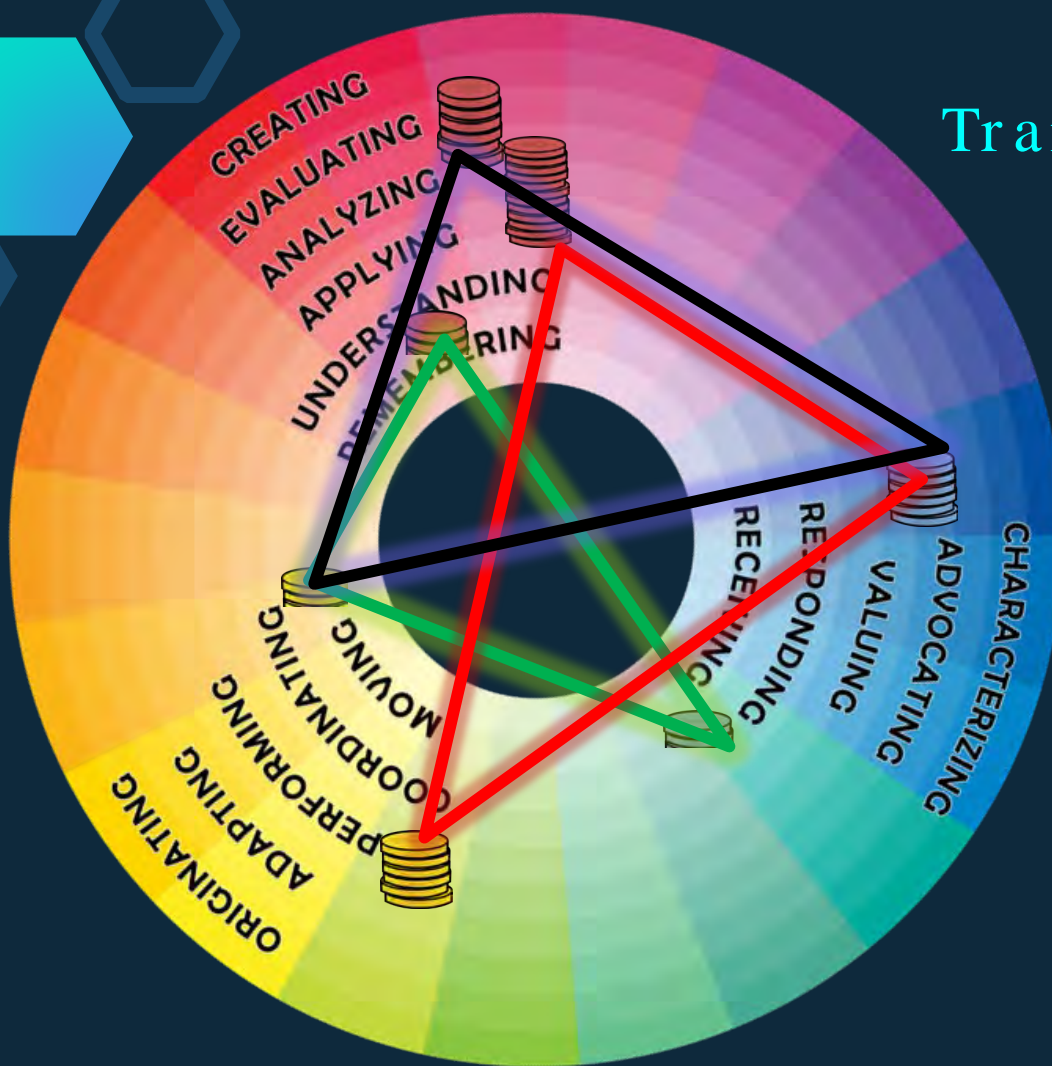 Tra
CREATING
EVALUATING
ANALYZING
APPLYING
UNDERSTANDING
REMEMBERING
CHARACTERIZING
ADVOCATING
VALUING
RESPONDING
RECEIVING
MOVING
COORDINATING
PERFORMING
ADAPTING
ORIGINATING